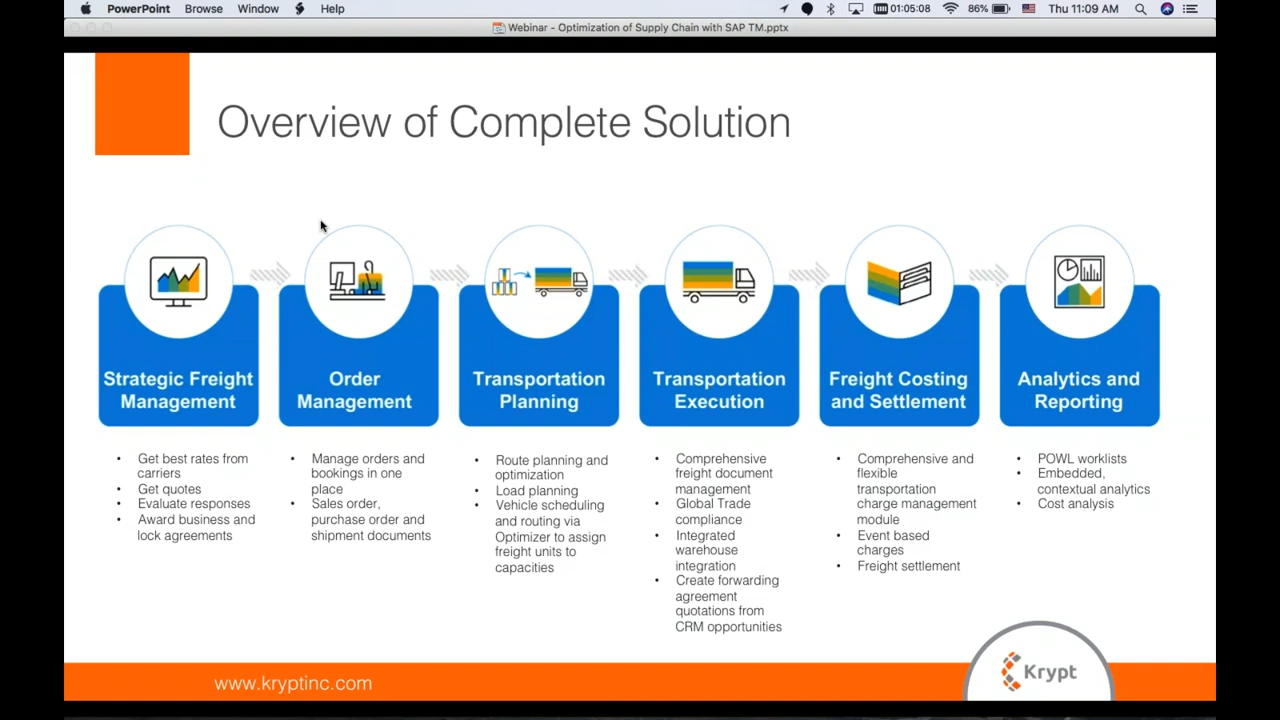 PowerPoint Browse Window Help 01:05:08 86% Thu 11:09 AM
Webinar - Optimization of Supply Chain with SAP TM.pptx
Overview of Complete Solution
Strategic Freight
Management
• Get best rates from
carriers
• Get quotes
• Evaluate responses
• Award business and
lock agreements
Order
Management
• Manage orders and
bookings in one
place
• Sales order,
purchase order and
shipment documents
Transportation
Planning
• Route planning and
optimization
• Load planning
• Vehicle scheduling
and routing via
Optimizer to assign
freight units to
capacities
Transportation
Execution
• Comprehensive
freight document
management
• Global Trade
compliance
• Integrated
warehouse
integration
• Create forwarding
agreement
quotations from
CRM opportunities
Freight Costing
and Settlement
• Comprehensive and
flexible
transportation
charge management
module
• Event based
charges
• Freight settlement
Analytics and
Reporting
• POWL worklists
• Embedded,
contextual analytics
• Cost analysis
www.kryptinc.com
Krypt